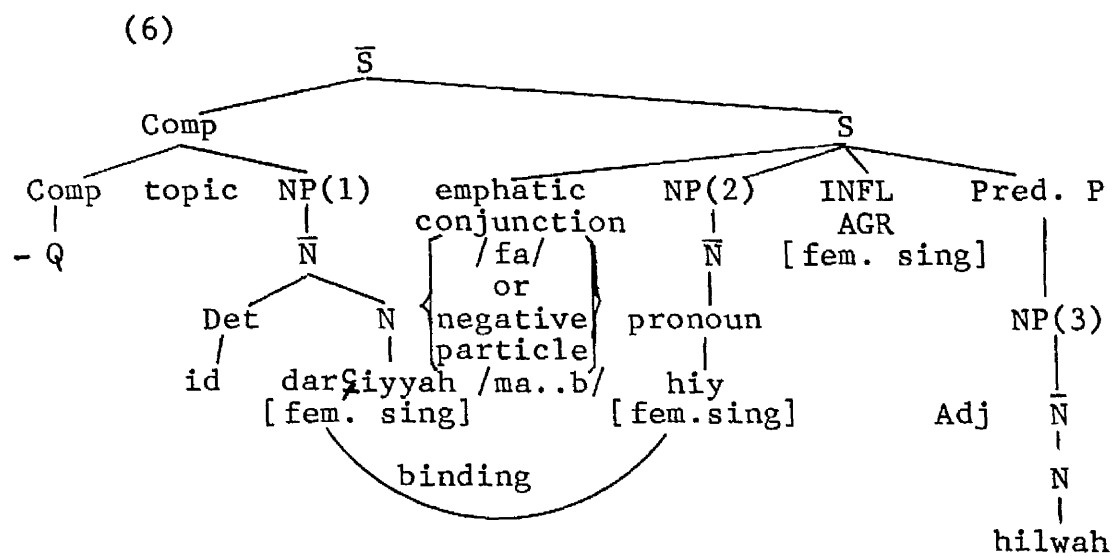 (6)
S̅
Comp S
Comp topic NP(1) emphatic NP(2) INFL Pred. P
conjunction AGR
- Q N̅ /fa/ N̅ [fem. sing]
or
Det N negative pronoun NP(3)
particle
id darʕiyyah /ma..b/ hiy
[fem. sing] [fem.sing] Adj N̅
binding
N
hilwah